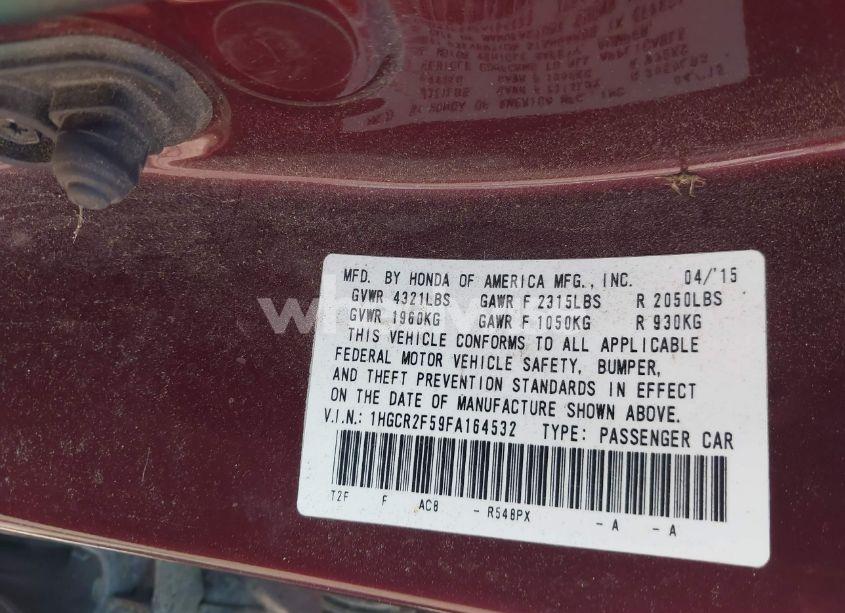 MFD. BY HONDA OF AMERICA MFG., INC. 04/'15
GVWR 4321LBS GAWR F 2315LBS R 2050LBS
GVWR 1960KG GAWR F 1050KG R 930KG
THIS VEHICLE CONFORMS TO ALL APPLICABLE
FEDERAL MOTOR VEHICLE SAFETY, BUMPER,
AND THEFT PREVENTION STANDARDS IN EFFECT
ON THE DATE OF MANUFACTURE SHOWN ABOVE.
V.I.N.: 1HGCR2F59FA164532 TYPE: PASSENGER CAR
T2F F AC8 - R548PX - A - A